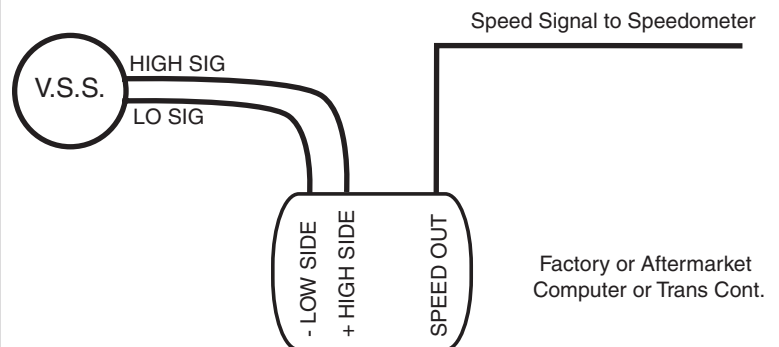 Speed Signal to Speedometer
HIGH SIG
V.S.S.
LO SIG
- LOW SIDE
+ HIGH SIDE
SPEED OUT
Factory or Aftermarket
Computer or Trans Cont.